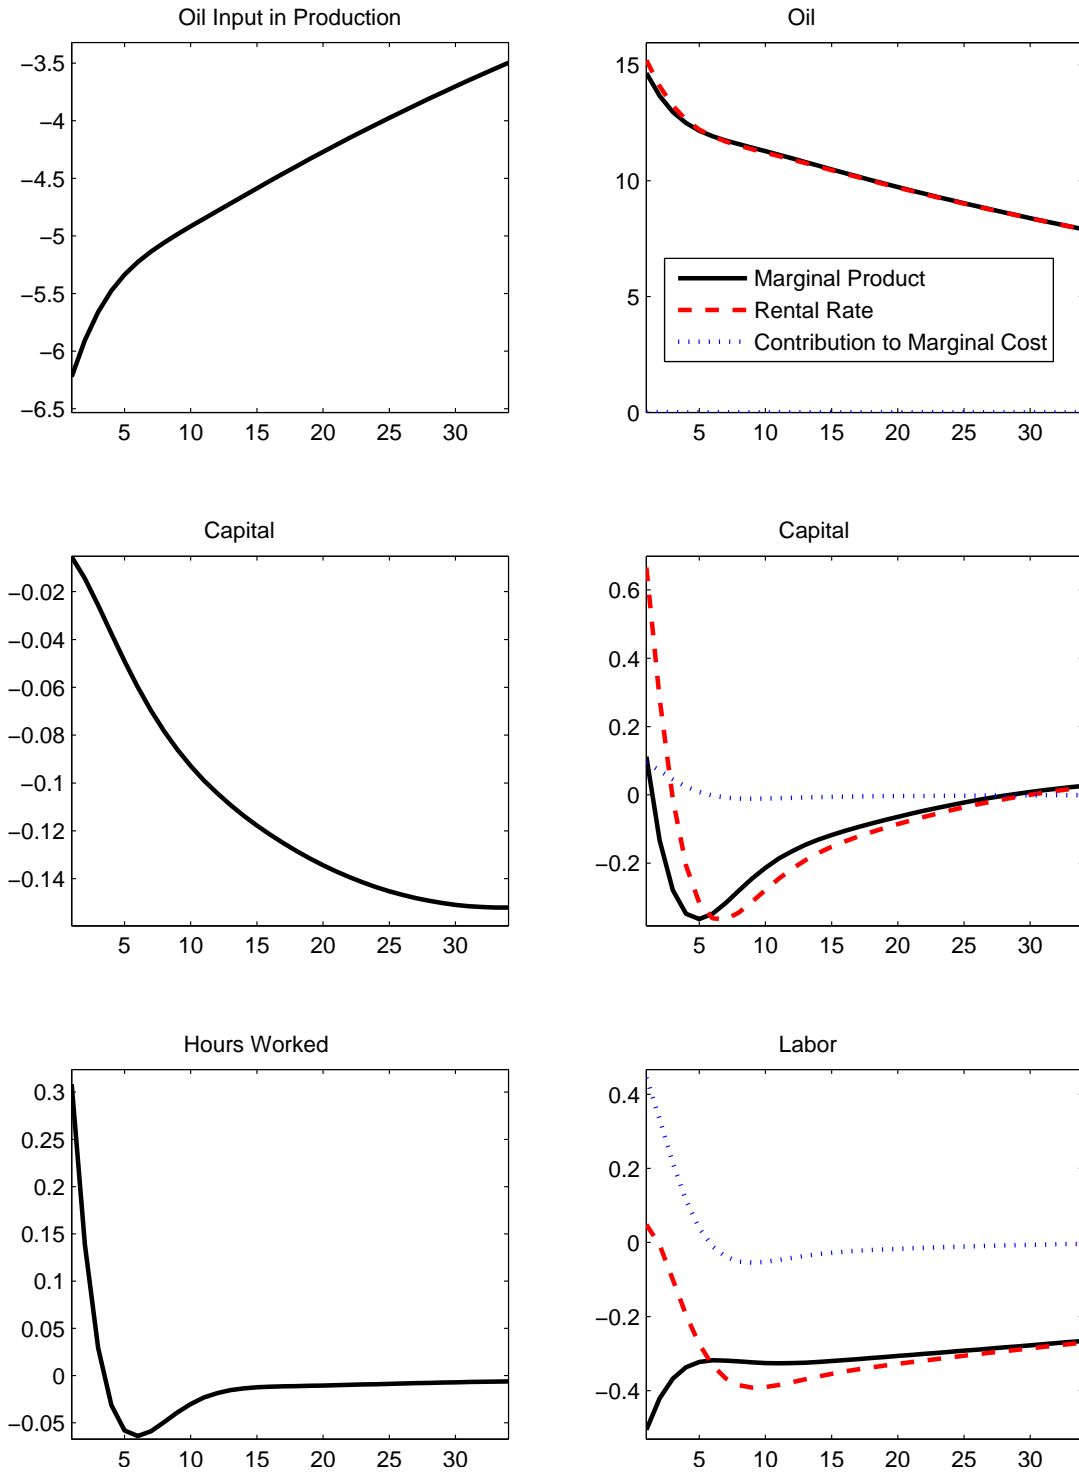 Oil Input in Production
−3.5
−4
−4.5
−5
−5.5
−6
−6.5
5 10 15 20 25 30
Oil
15
10
5
0
Marginal Product
Rental Rate
Contribution to Marginal Cost
5 10 15 20 25 30
Capital
−0.02
−0.04
−0.06
−0.08
−0.1
−0.12
−0.14
5 10 15 20 25 30
Capital
0.6
0.4
0.2
0
−0.2
5 10 15 20 25 30
Hours Worked
0.3
0.25
0.2
0.15
0.1
0.05
0
−0.05
5 10 15 20 25 30
Labor
0.4
0.2
0
−0.2
−0.4
5 10 15 20 25 30